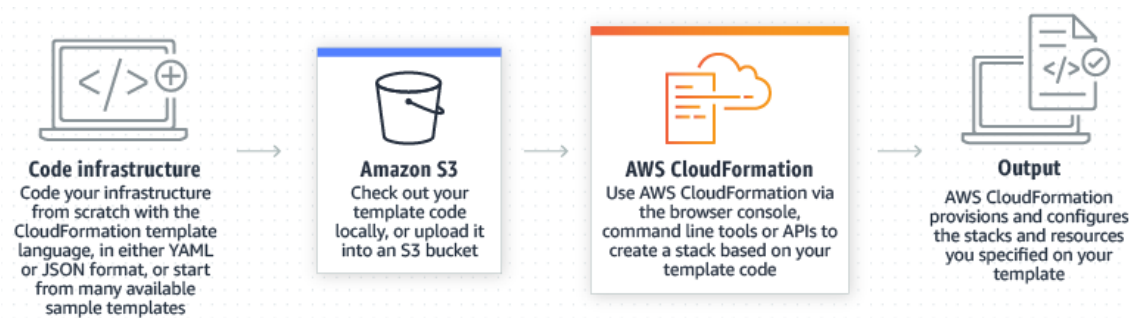 </>
Code infrastructure
Code your infrastructure
from scratch with the
CloudFormation template
language, in either YAML
or JSON format, or start
from many available
sample templates
Amazon S3
Check out your
template code
locally, or upload it
into an S3 bucket
AWS CloudFormation
Use AWS CloudFormation via
the browser console,
command line tools or APIs to
create a stack based on your
template code
</>
Output
AWS CloudFormation
provisions and configures
the stacks and resources
you specified on your
template